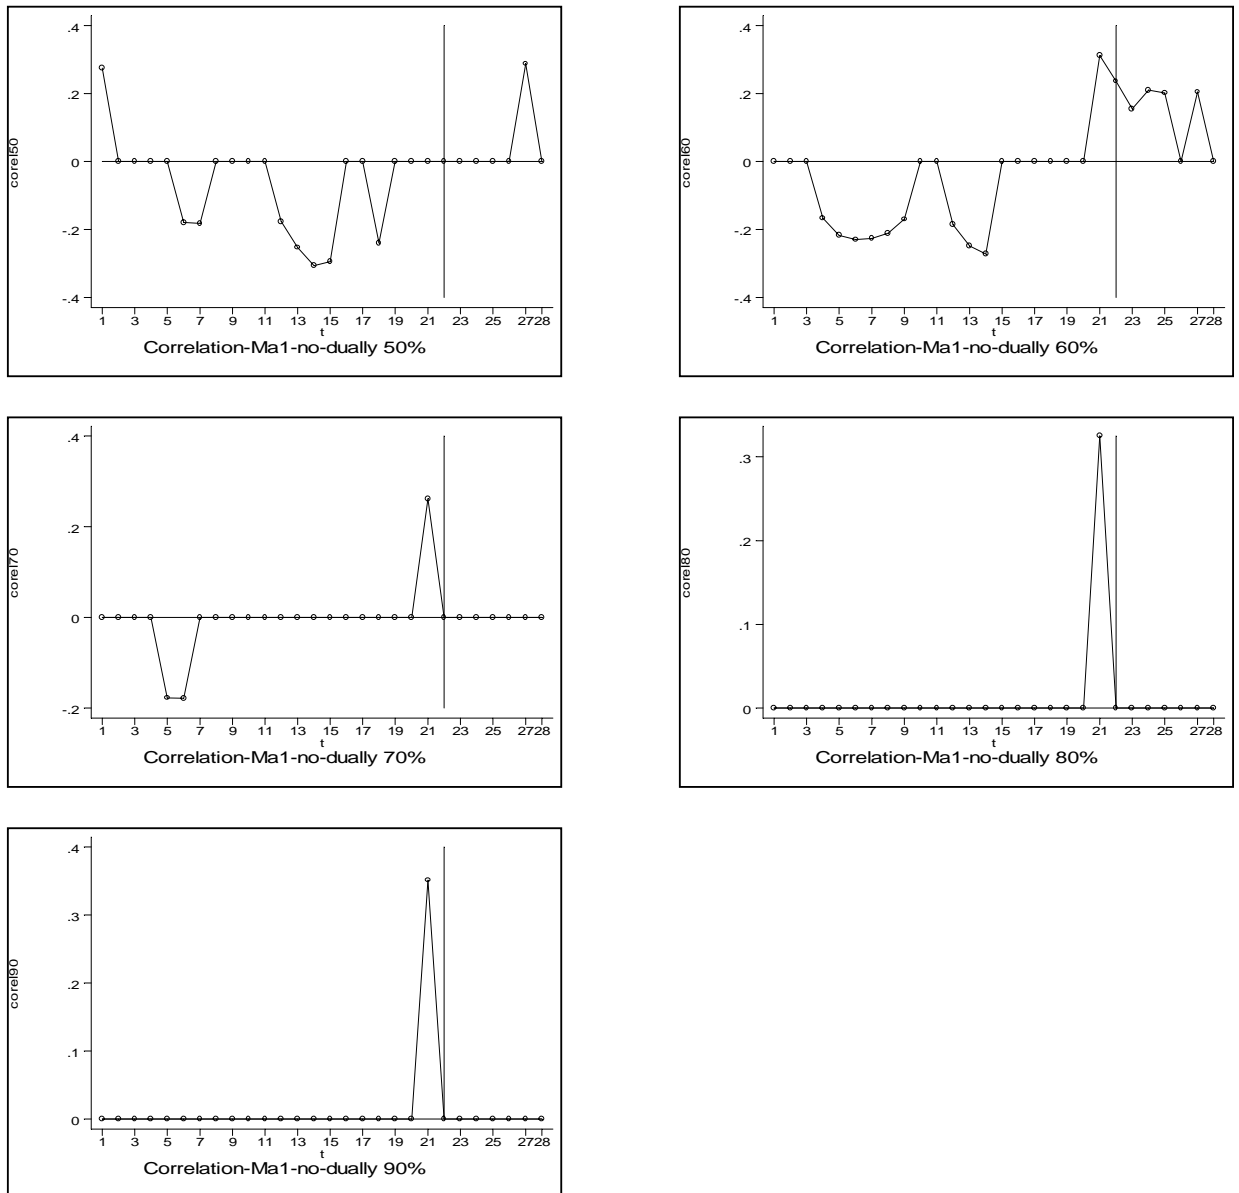 .4
.2
0
-.2
-.4
corel50
1 3 5 7 9 11 13 15 17 19 21 23 25 2728
t
Correlation-Ma1-no-dually 50%
.4
.2
0
-.2
-.4
corel60
1 3 5 7 9 11 13 15 17 19 21 23 25 2728
t
Correlation-Ma1-no-dually 60%
.4
.2
0
-.2
corel70
1 3 5 7 9 11 13 15 17 19 21 23 25 2728
t
Correlation-Ma1-no-dually 70%
.3
.2
.1
0
corel80
1 3 5 7 9 11 13 15 17 19 21 23 25 2728
t
Correlation-Ma1-no-dually 80%
.4
.3
.2
.1
0
corel90
1 3 5 7 9 11 13 15 17 19 21 23 25 2728
t
Correlation-Ma1-no-dually 90%